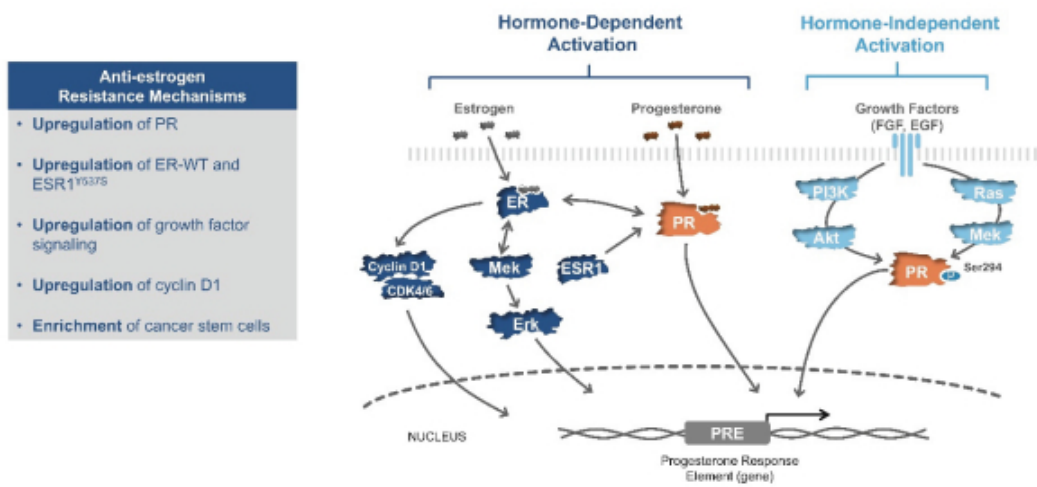 Hormone-Dependent
Activation
Hormone-Independent
Activation
Anti-estrogen
Resistance Mechanisms
• Upregulation of PR
• Upregulation of ER-WT and
ESR1Y537S
• Upregulation of growth factor
signaling
• Upregulation of cyclin D1
• Enrichment of cancer stem cells
Estrogen
Progesterone
Growth Factors
(FGF, EGF)
ER
PR
PI3K
Ras
Akt
Mek
Cyclin D1
CDK4/6
Mek
ESR1
PR
Ser294
Erk
NUCLEUS
PRE
Progesterone Response
Element (gene)